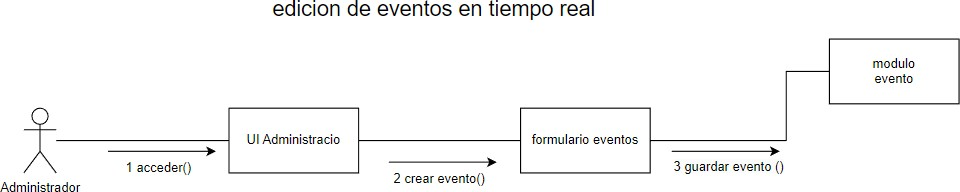 edicion de eventos en tiempo real
modulo
evento
UI Administracio
formulario eventos
1 acceder()
2 crear evento()
3 guardar evento ()
Administrador